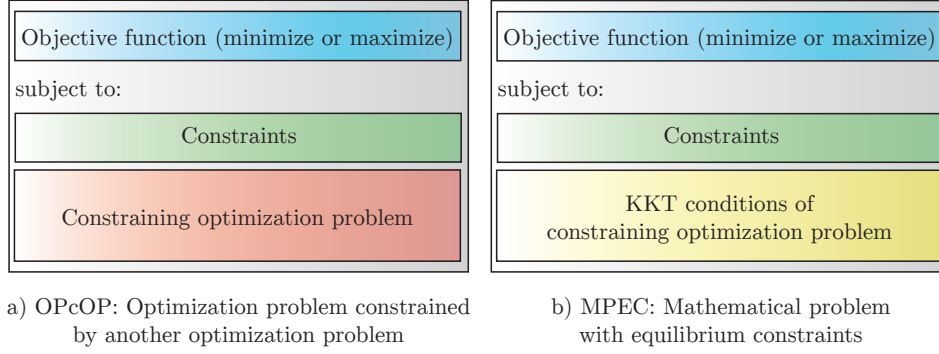 Objective function (minimize or maximize)
subject to:
Constraints
Constraining optimization problem
a) OPcOP: Optimization problem constrained
by another optimization problem
Objective function (minimize or maximize)
subject to:
Constraints
KKT conditions of
constraining optimization problem
b) MPEC: Mathematical problem
with equilibrium constraints